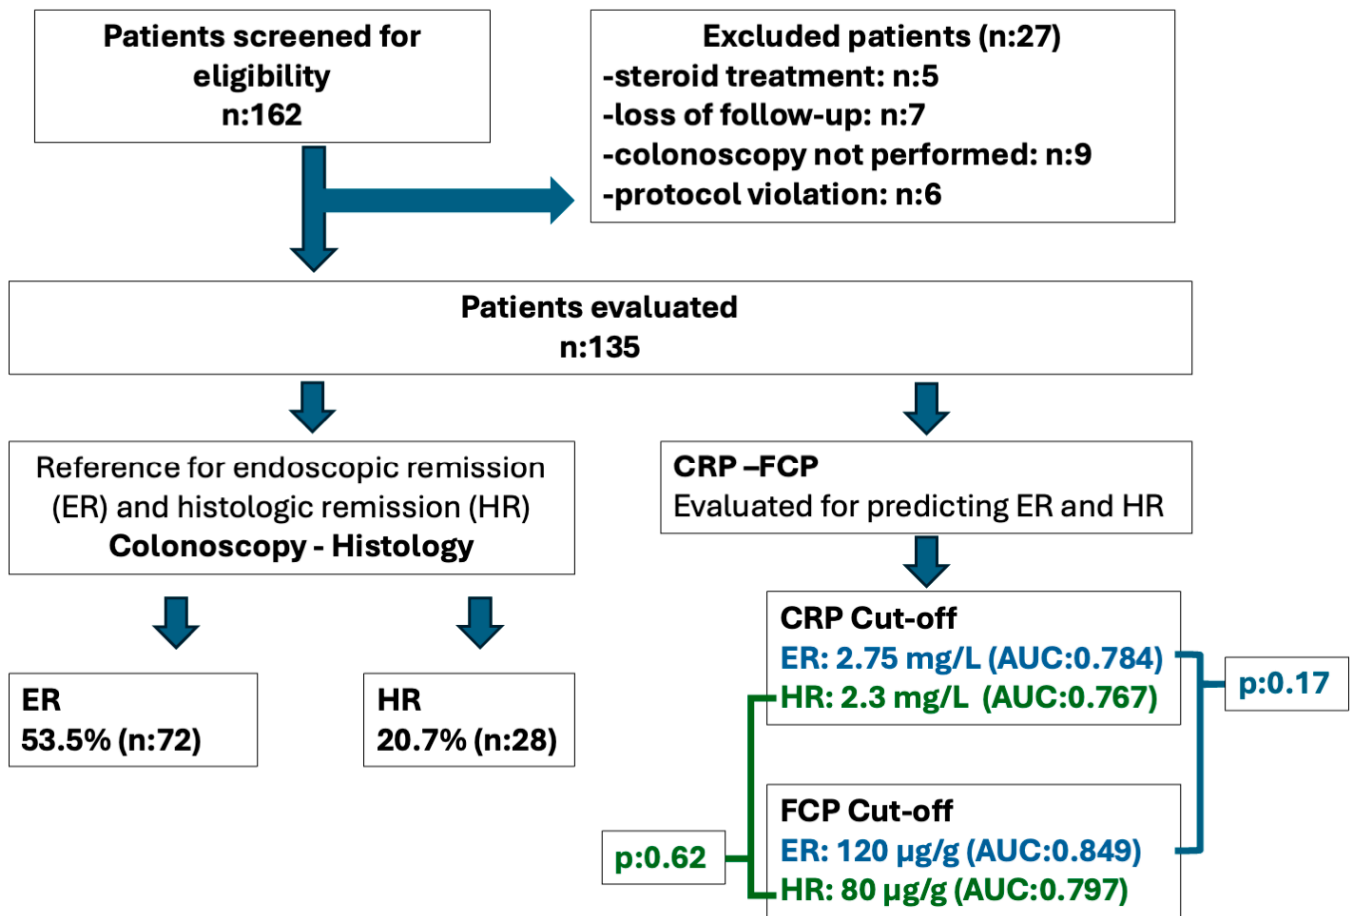 Patients screened for
eligibility
n:162
Excluded patients (n:27)
-steroid treatment: n:5
-loss of follow-up: n:7
-colonoscopy not performed: n:9
-protocol violation: n:6
Patients evaluated
n:135
Reference for endoscopic remission
(ER) and histologic remission (HR)
Colonoscopy - Histology
CRP –FCP
Evaluated for predicting ER and HR
ER
53.5% (n:72)
HR
20.7% (n:28)
CRP Cut-off
ER: 2.75 mg/L (AUC:0.784)
HR: 2.3 mg/L (AUC:0.767)
p:0.17
FCP Cut-off
ER: 120 µg/g (AUC:0.849)
HR: 80 µg/g (AUC:0.797)
p:0.62